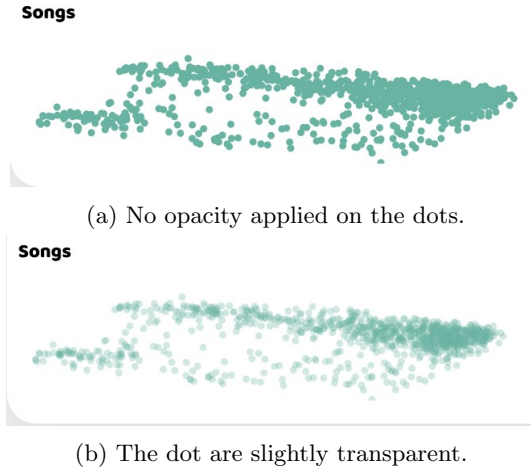 Songs
(a) No opacity applied on the dots.
Songs
(b) The dot are slightly transparent.